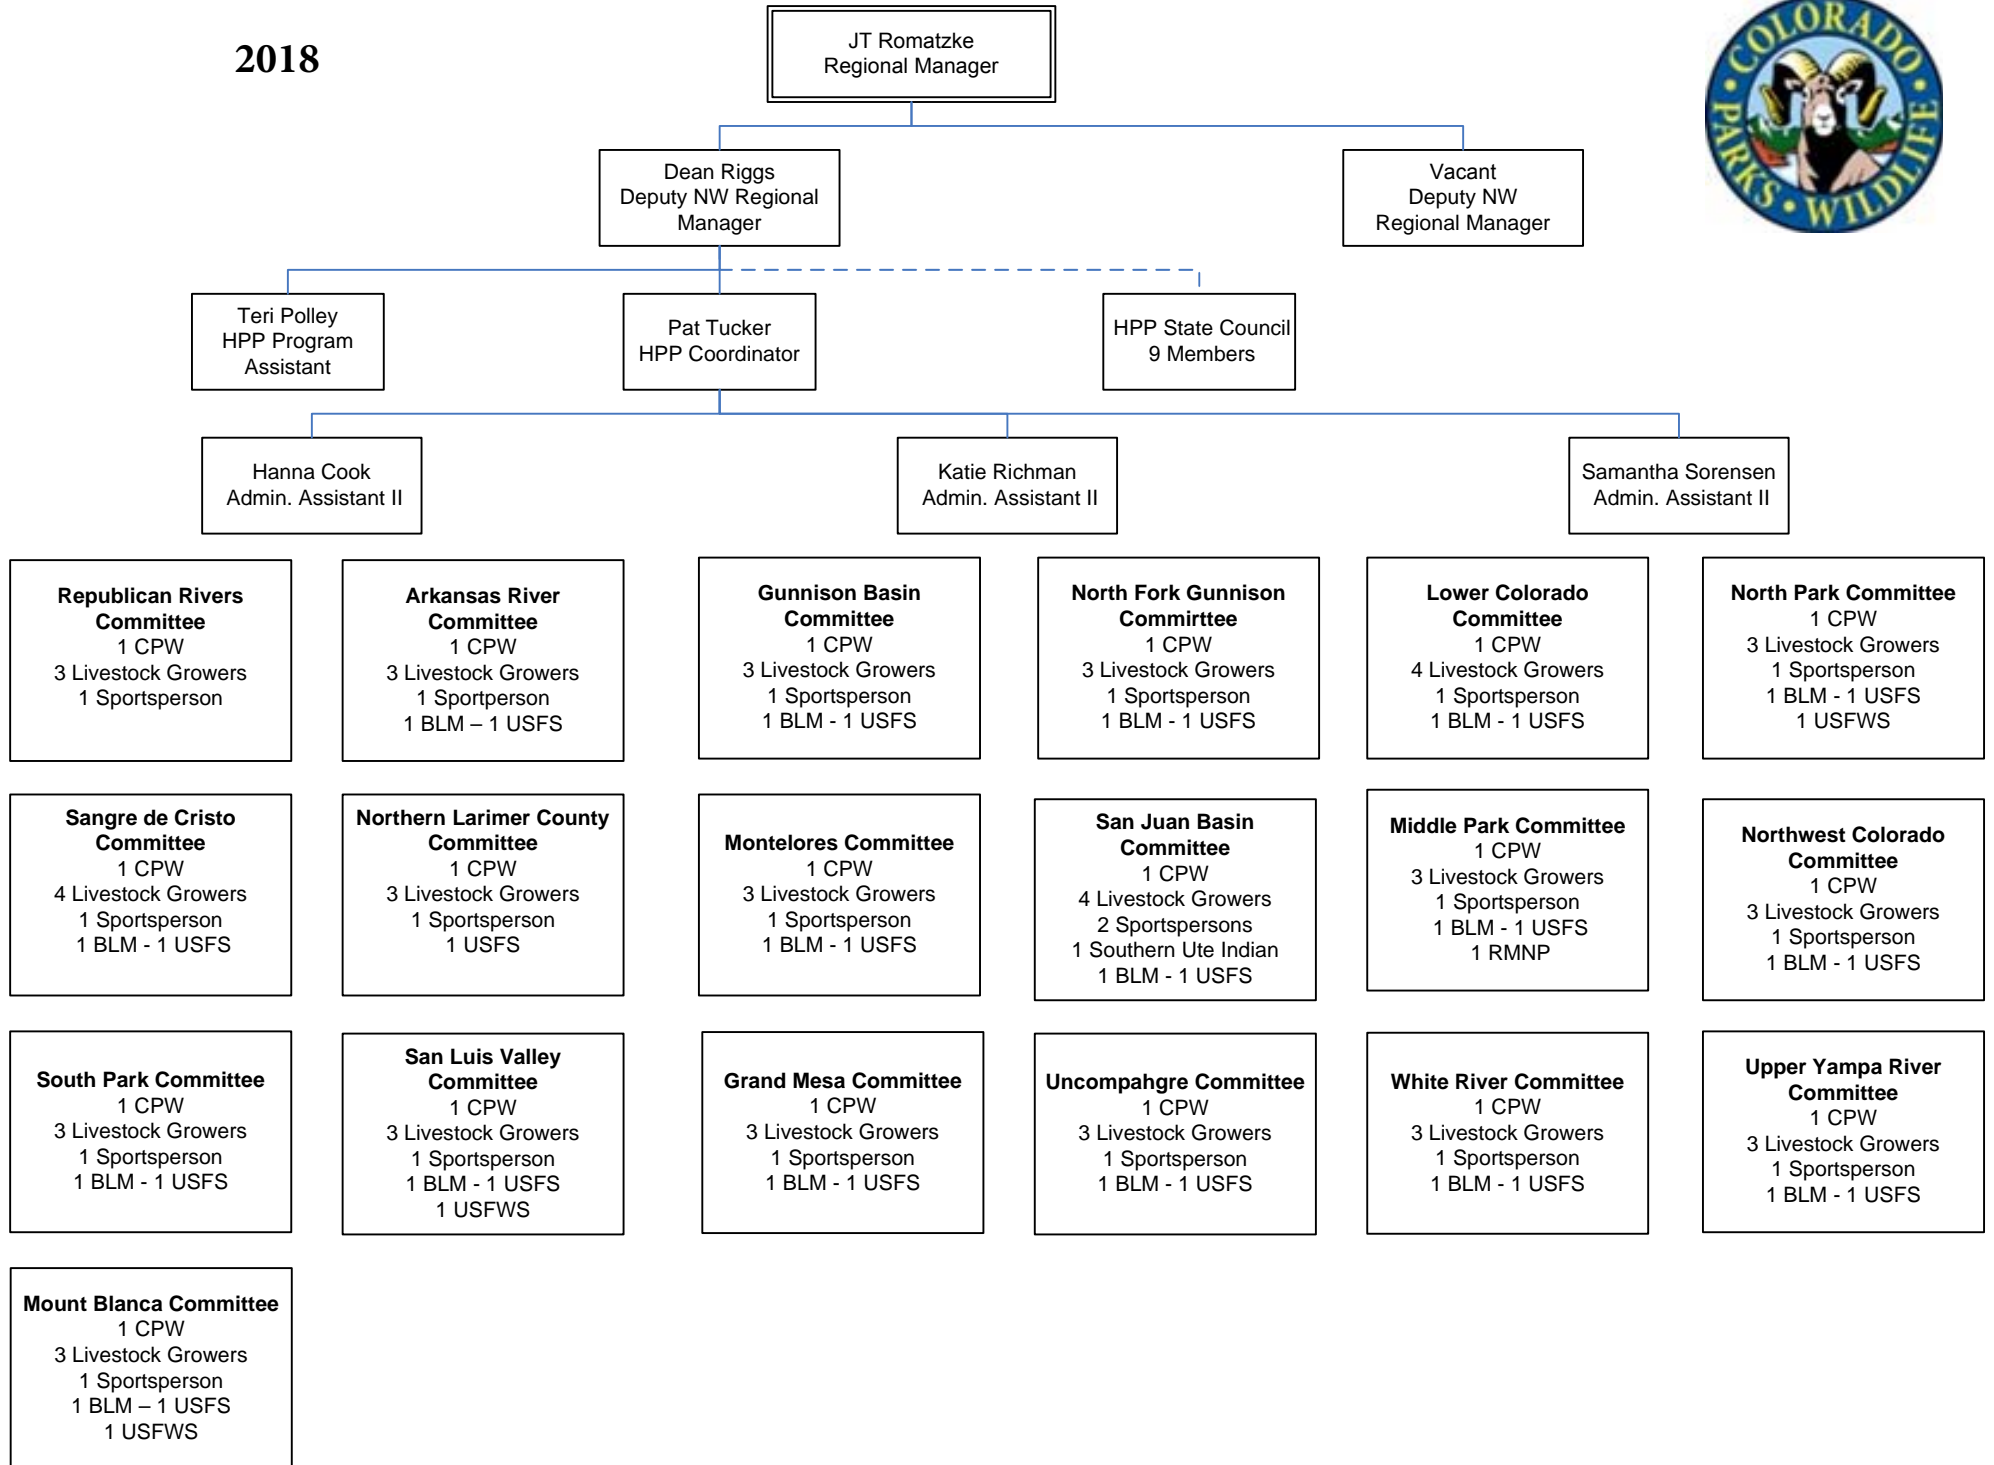 2018
JT Romatzke
Regional Manager
COLORADO
PARKS • WILDLIFE
Dean Riggs
Deputy NW Regional
Manager
Vacant
Deputy NW
Regional Manager
Teri Polley
HPP Program
Assistant
Pat Tucker
HPP Coordinator
HPP State Council
9 Members
Hanna Cook
Admin. Assistant II
Katie Richman
Admin. Assistant II
Samantha Sorensen
Admin. Assistant II
Republican Rivers
Committee
1 CPW
3 Livestock Growers
1 Sportsperson
Arkansas River
Committee
1 CPW
3 Livestock Growers
1 Sportperson
1 BLM – 1 USFS
Gunnison Basin
Committee
1 CPW
3 Livestock Growers
1 Sportsperson
1 BLM - 1 USFS
North Fork Gunnison
Commirttee
1 CPW
3 Livestock Growers
1 Sportsperson
1 BLM - 1 USFS
Lower Colorado
Committee
1 CPW
4 Livestock Growers
1 Sportsperson
1 BLM - 1 USFS
North Park Committee
1 CPW
3 Livestock Growers
1 Sportsperson
1 BLM - 1 USFS
1 USFWS
Sangre de Cristo
Committee
1 CPW
4 Livestock Growers
1 Sportsperson
1 BLM - 1 USFS
Northern Larimer County
Committee
1 CPW
3 Livestock Growers
1 Sportsperson
1 USFS
Montelores Committee
1 CPW
3 Livestock Growers
1 Sportsperson
1 BLM - 1 USFS
San Juan Basin
Committee
1 CPW
4 Livestock Growers
2 Sportspersons
1 Southern Ute Indian
1 BLM - 1 USFS
Middle Park Committee
1 CPW
3 Livestock Growers
1 Sportsperson
1 BLM - 1 USFS
1 RMNP
Northwest Colorado
Committee
1 CPW
3 Livestock Growers
1 Sportsperson
1 BLM - 1 USFS
South Park Committee
1 CPW
3 Livestock Growers
1 Sportsperson
1 BLM - 1 USFS
San Luis Valley
Committee
1 CPW
3 Livestock Growers
1 Sportsperson
1 BLM - 1 USFS
1 USFWS
Grand Mesa Committee
1 CPW
3 Livestock Growers
1 Sportsperson
1 BLM - 1 USFS
Uncompahgre Committee
1 CPW
3 Livestock Growers
1 Sportsperson
1 BLM - 1 USFS
White River Committee
1 CPW
3 Livestock Growers
1 Sportsperson
1 BLM - 1 USFS
Upper Yampa River
Committee
1 CPW
3 Livestock Growers
1 Sportsperson
1 BLM - 1 USFS
Mount Blanca Committee
1 CPW
3 Livestock Growers
1 Sportsperson
1 BLM – 1 USFS
1 USFWS